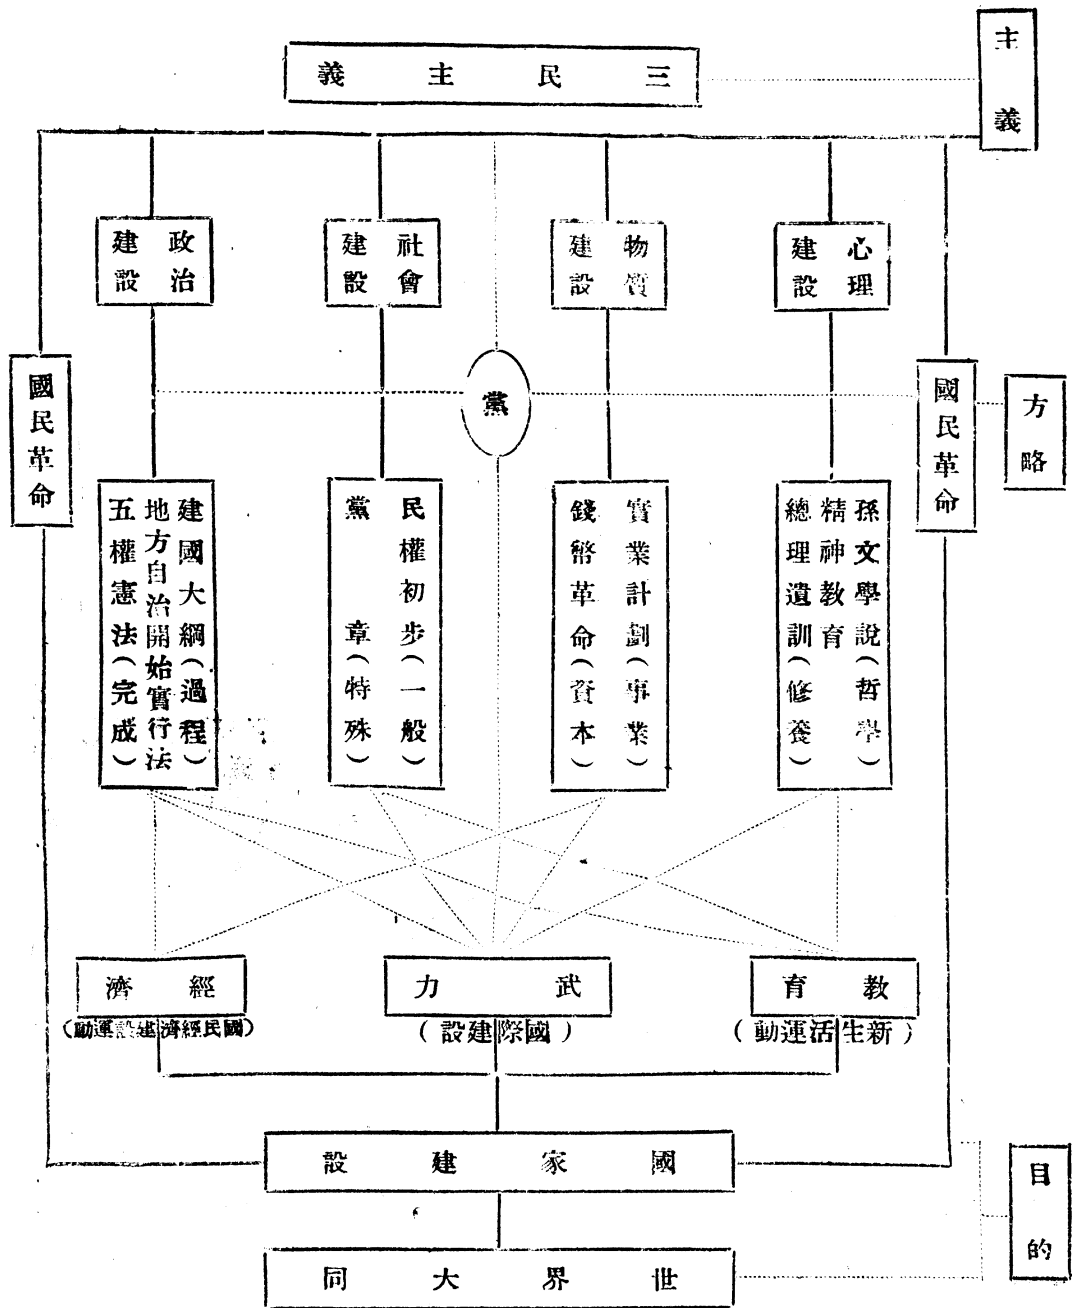 主義
三民主義
心理
建設
物質
建設
社會
建設
政治
建設
國民革命
黨
國民革命
方略
孫文學說(哲學)
精神教育
總理遺訓(修養)
實業計劃(事業)
錢幣革命(資本)
民權初步(一般)
黨章(特殊)
建國大綱(過程)
地方自治開始實行法
五權憲法(完成)
教育
(新生活運動)
武力
(國際建設)
經濟
(國民經濟建設運動)
國家建設
目的
世界大同